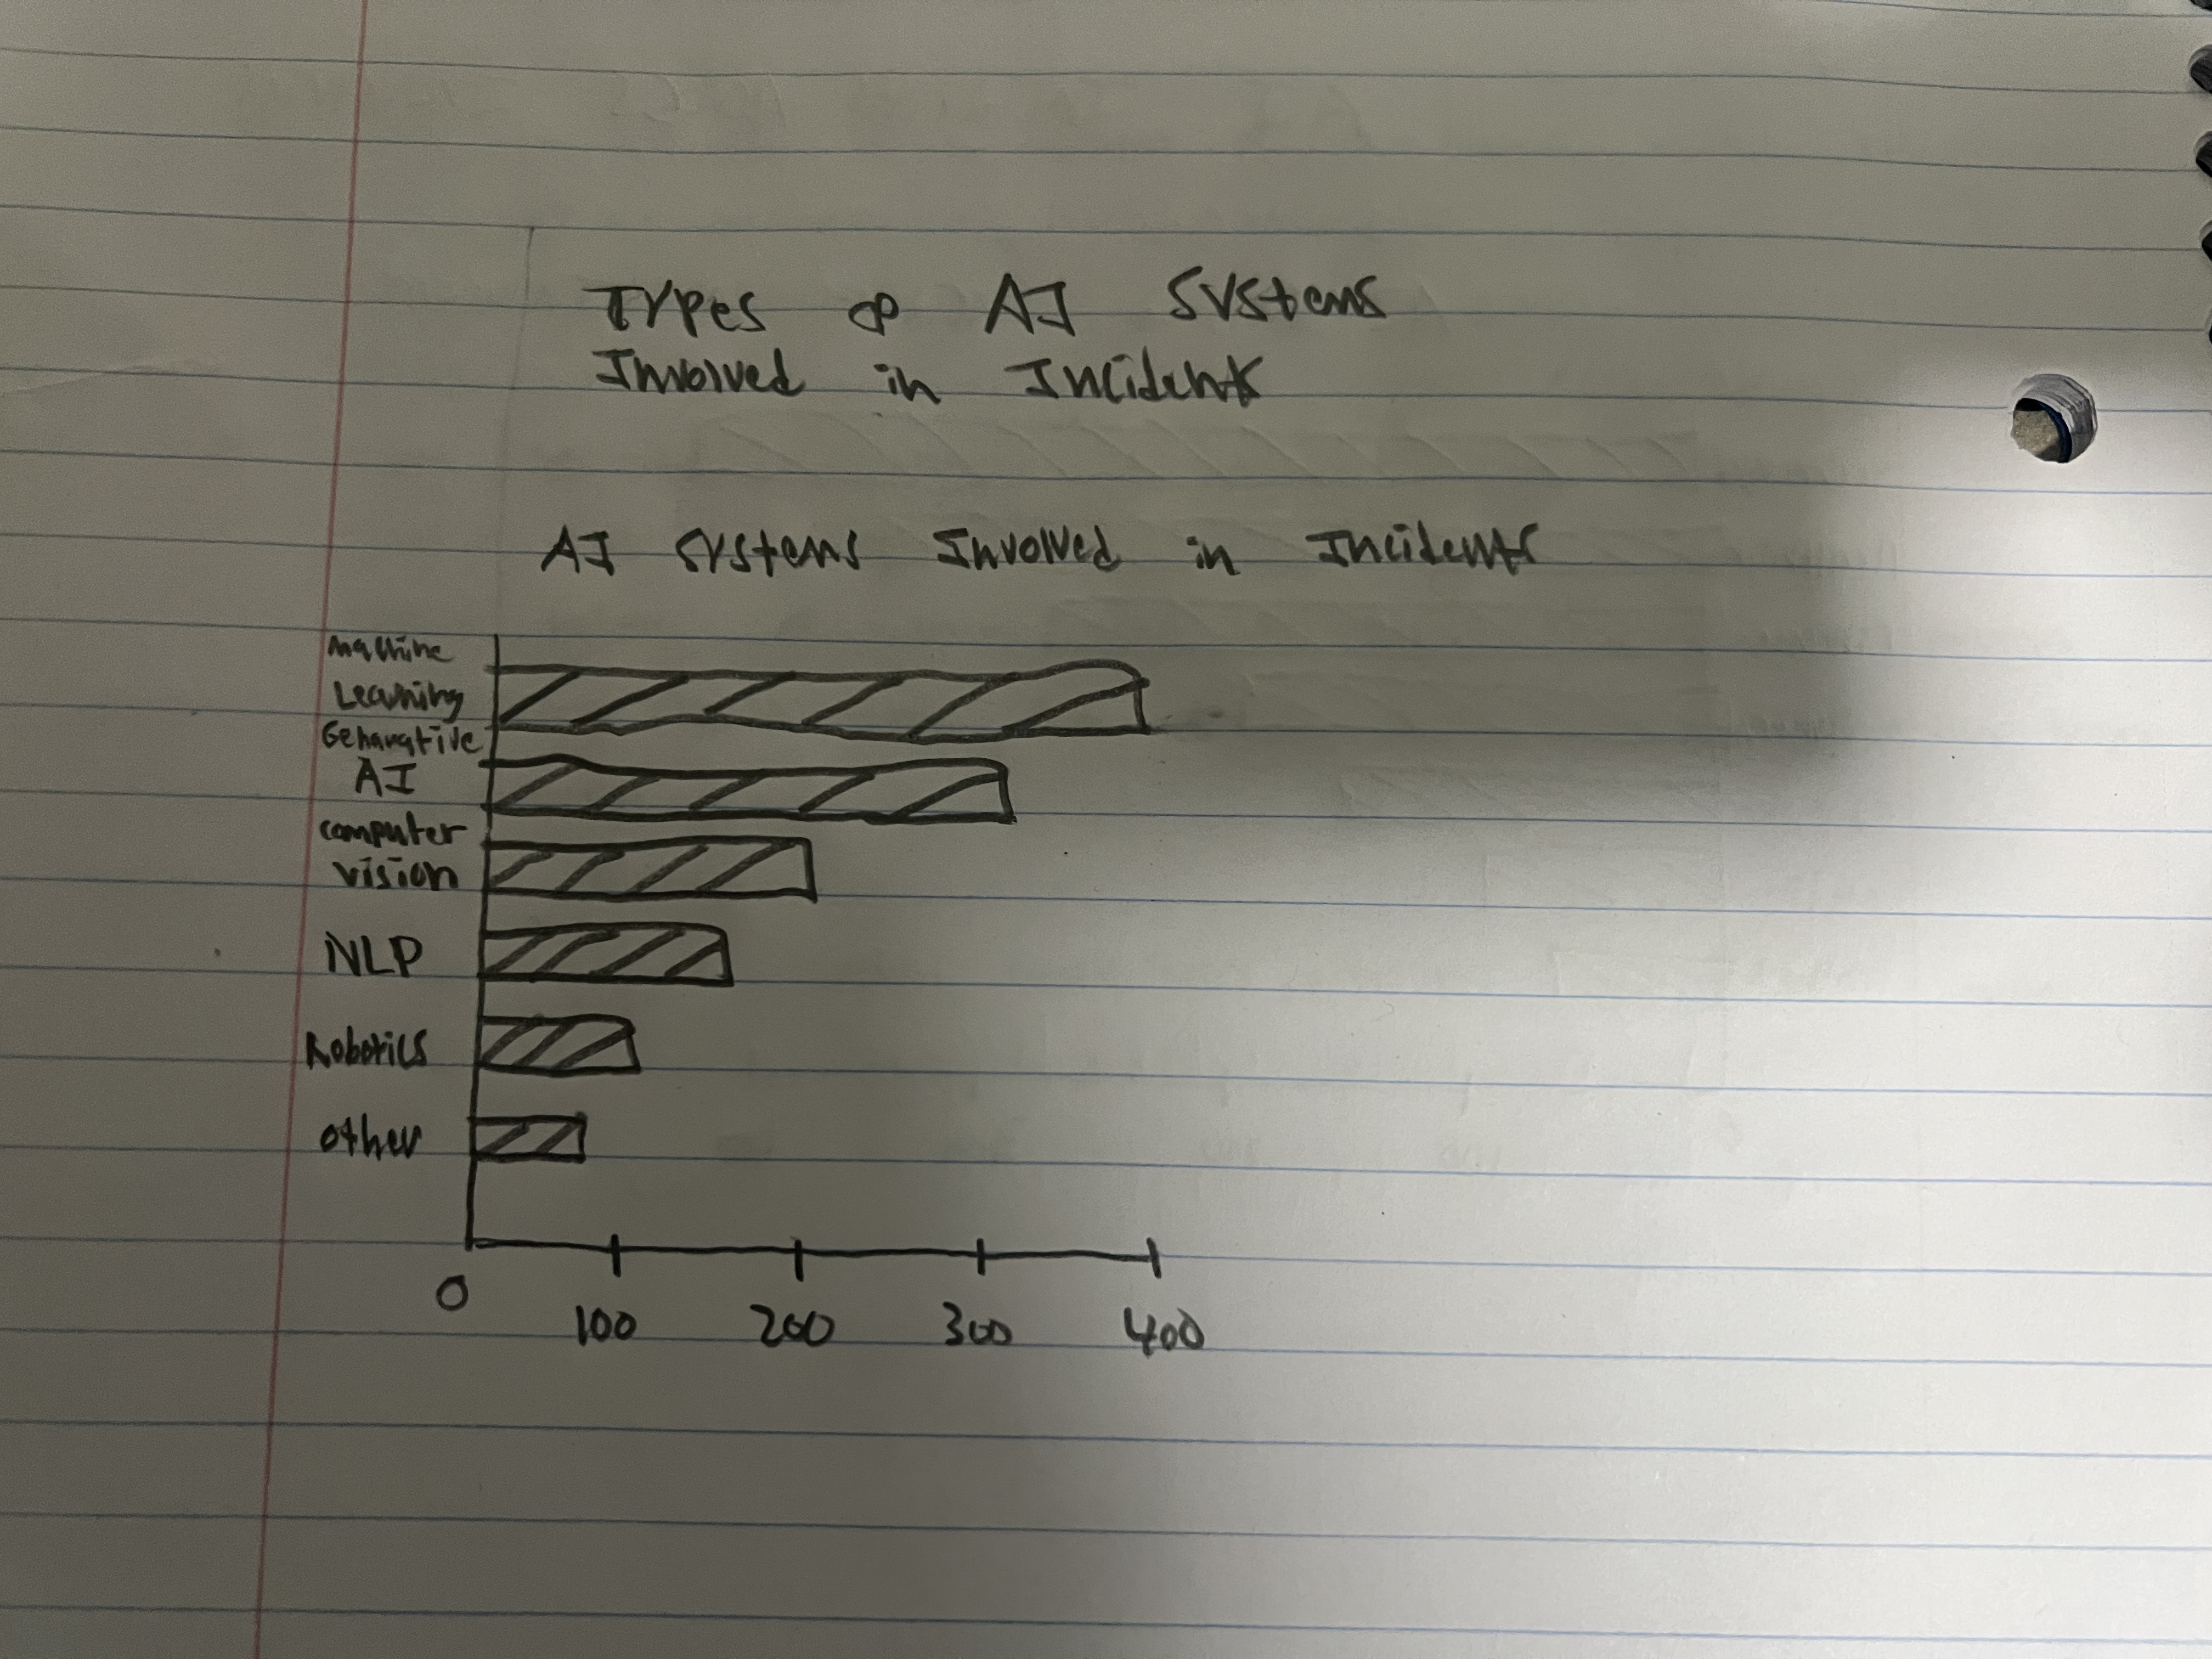 Types of AI Systems
Involved in Incidents
AI Systems Involved in Incidents
Machine
Learning
Genarative
AI
computer
vision
NLP
Robotics
other
0 100 200 300 400